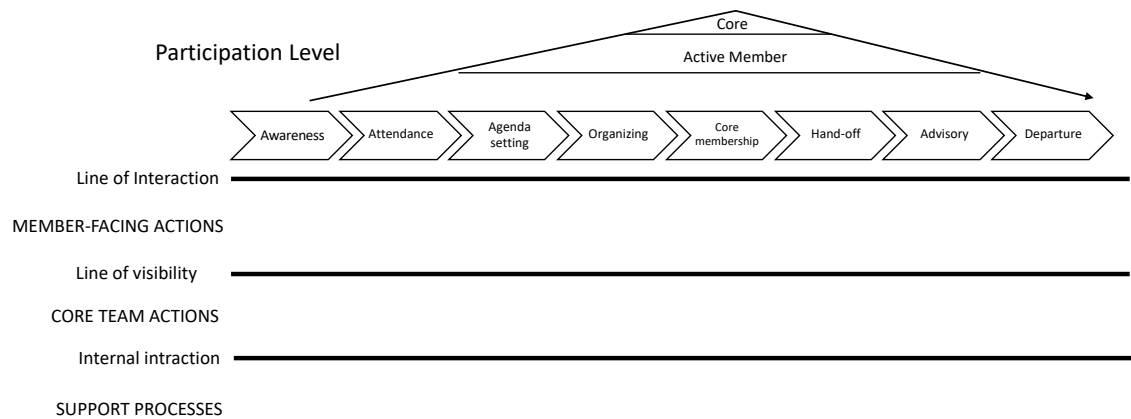 Core
Participation Level
Active Member
Awareness
Attendance
Agenda
setting
Organizing
Core
membership
Hand-off
Advisory
Departure
Line of Interaction
MEMBER-FACING ACTIONS
Line of visibility
CORE TEAM ACTIONS
Internal intraction
SUPPORT PROCESSES